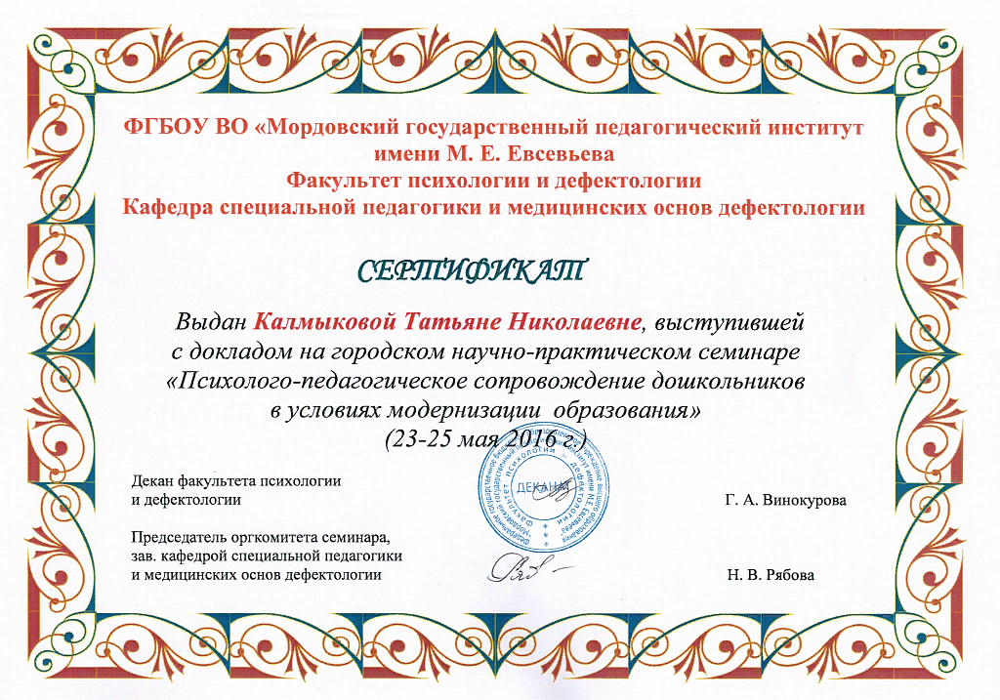 ФГБОУ ВО «Мордовский государственный педагогический институт
имени М. Е. Евсевьева
Факультет психологии и дефектологии
Кафедра специальной педагогики и медицинских основ дефектологии
СЕРТИФИКАТ
Выдан Калмыковой Татьяне Николаевне, выступившей
с докладом на городском научно-практическом семинаре
«Психолого-педагогическое сопровождение дошкольников
в условиях модернизации образования»
(23-25 мая 2016 г.)
Декан факультета психологии
и дефектологии
Г. А. Винокурова
ДЕКАНАТ
Факультет психологии и дефектологии
Председатель оргкомитета семинара,
зав. кафедрой специальной педагогики
и медицинских основ дефектологии
Н. В. Рябова